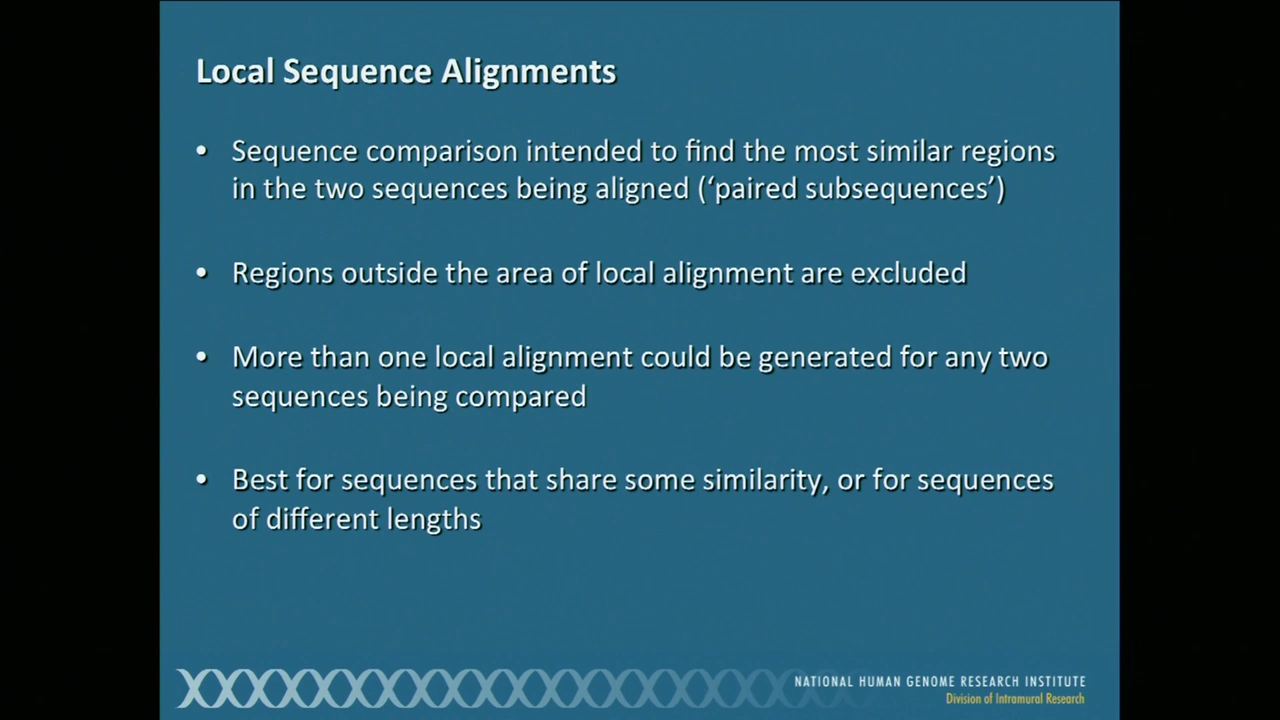 Local Sequence Alignments
• Sequence comparison intended to find the most similar regions
in the two sequences being aligned (‘paired subsequences’)
• Regions outside the area of local alignment are excluded
• More than one local alignment could be generated for any two
sequences being compared
• Best for sequences that share some similarity, or for sequences
of different lengths
NATIONAL HUMAN GENOME RESEARCH INSTITUTE
Division of Intramural Research